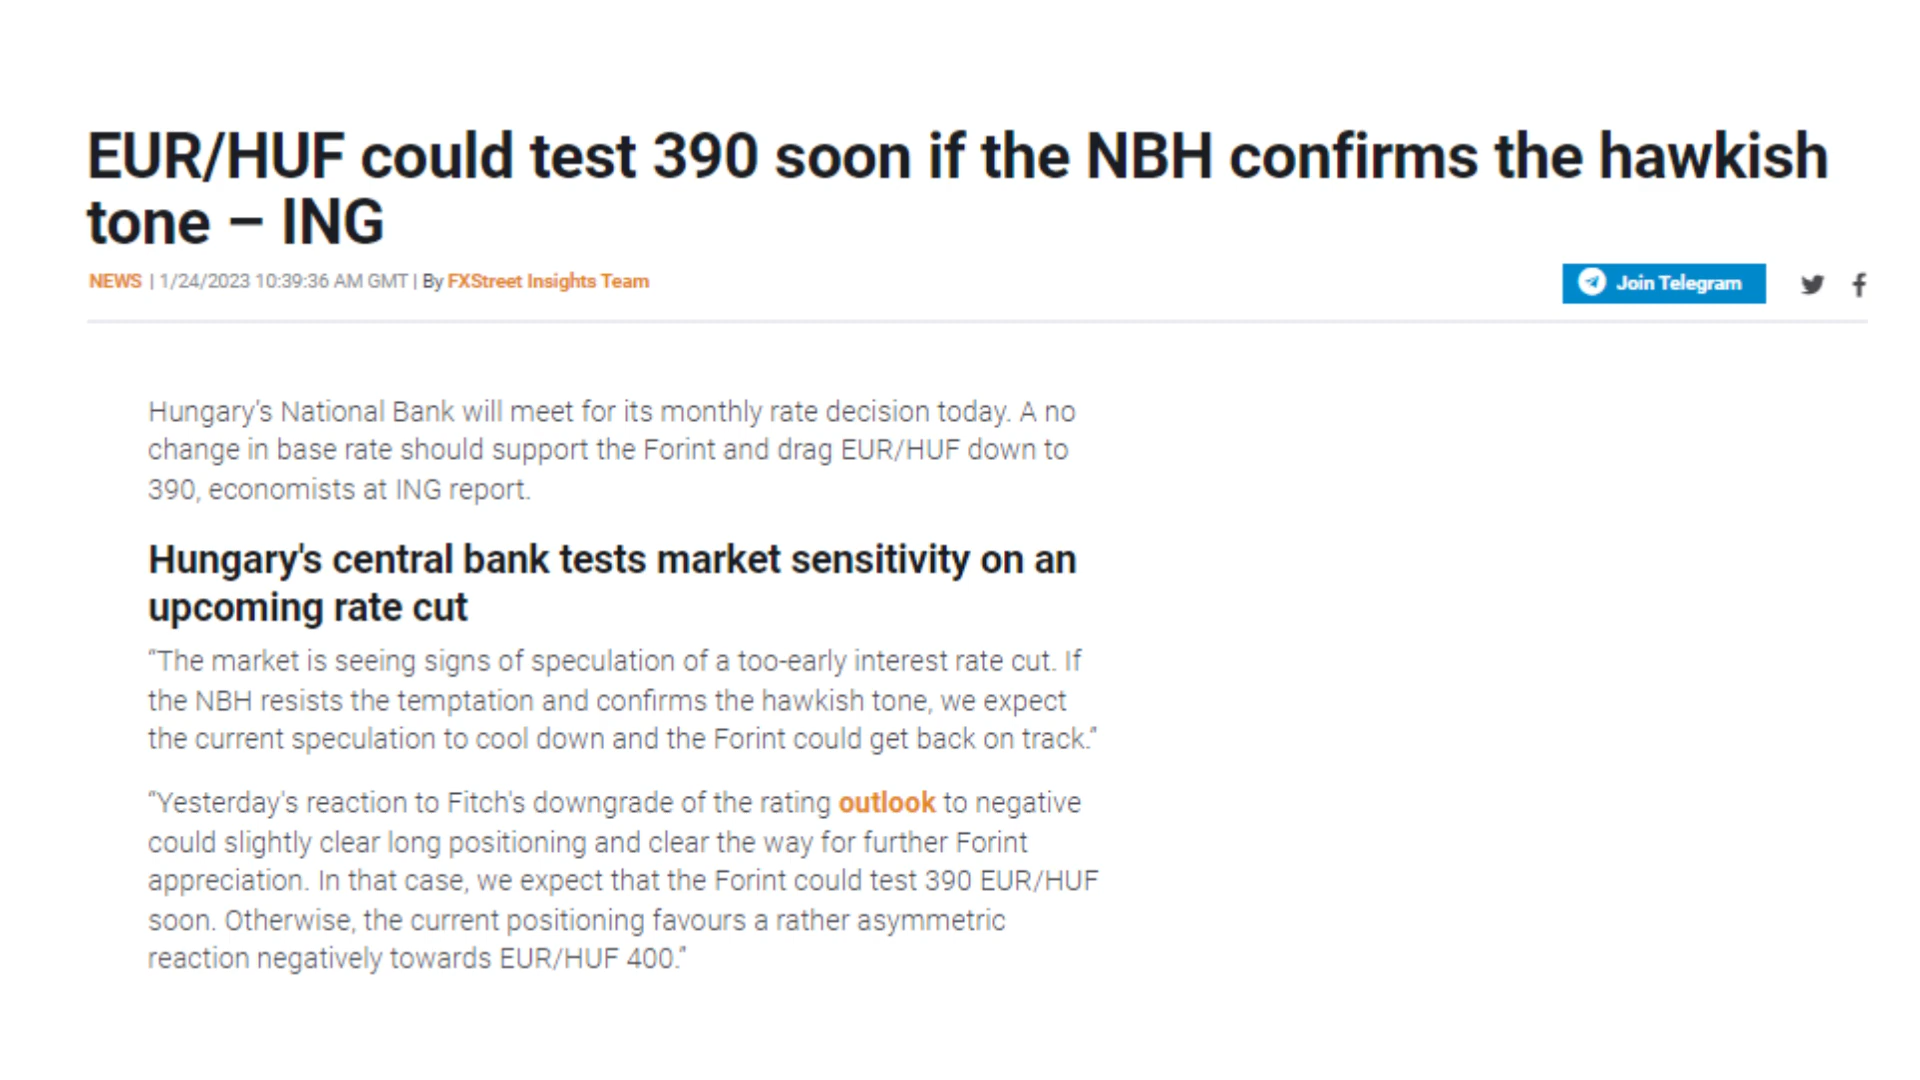 EUR/HUF could test 390 soon if the NBH confirms the hawkish
tone – ING
NEWS | 1/24/2023 10:39:36 AM GMT | By FXStreet Insights Team
Join Telegram
Hungary's National Bank will meet for its monthly rate decision today. A no
change in base rate should support the Forint and drag EUR/HUF down to
390, economists at ING report.
Hungary's central bank tests market sensitivity on an
upcoming rate cut
“The market is seeing signs of speculation of a too-early interest rate cut. If
the NBH resists the temptation and confirms the hawkish tone, we expect
the current speculation to cool down and the Forint could get back on track.”
“Yesterday's reaction to Fitch's downgrade of the rating outlook to negative
could slightly clear long positioning and clear the way for further Forint
appreciation. In that case, we expect that the Forint could test 390 EUR/HUF
soon. Otherwise, the current positioning favours a rather asymmetric
reaction negatively towards EUR/HUF 400.”